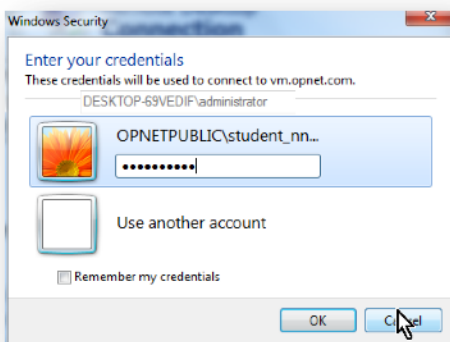 Connection
Windows Security
Enter your credentials
These credentials will be used to connect to vm.opnet.com.
DESKTOP-69VEDIF\administrator
OPNETPUBLIC\student_nn...
••••••••••
Use another account
Remember my credentials
OK